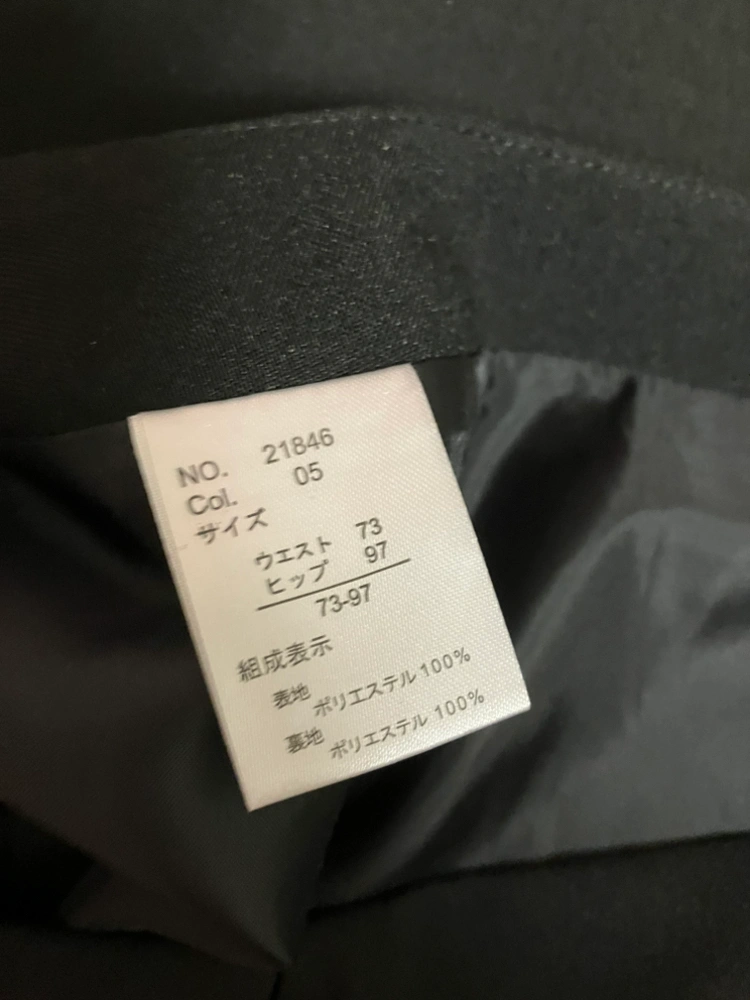 NO. 21846
Col. 05
サイズ
ウエスト 73
ヒップ 97
73-97
組成表示
表地 ポリエステル 100%
裏地 ポリエステル 100%